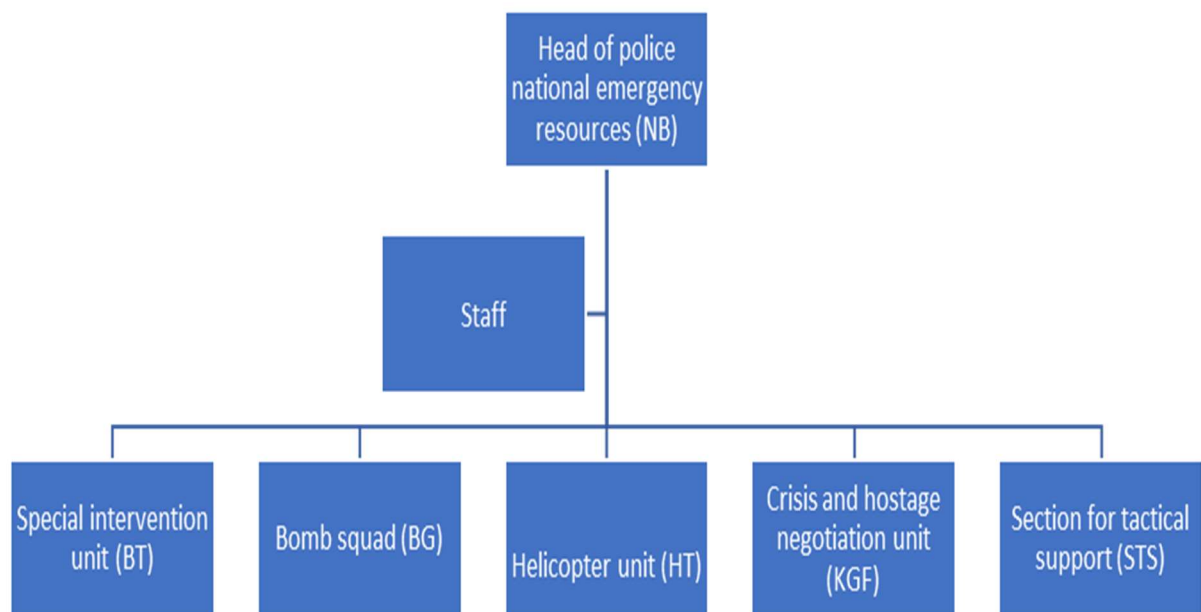 Head of police
national emergency
resources (NB)
Staff
Special intervention
unit (BT)
Bomb squad (BG)
Helicopter unit (HT)
Crisis and hostage
negotiation unit
(KGF)
Section for tactical
support (STS)